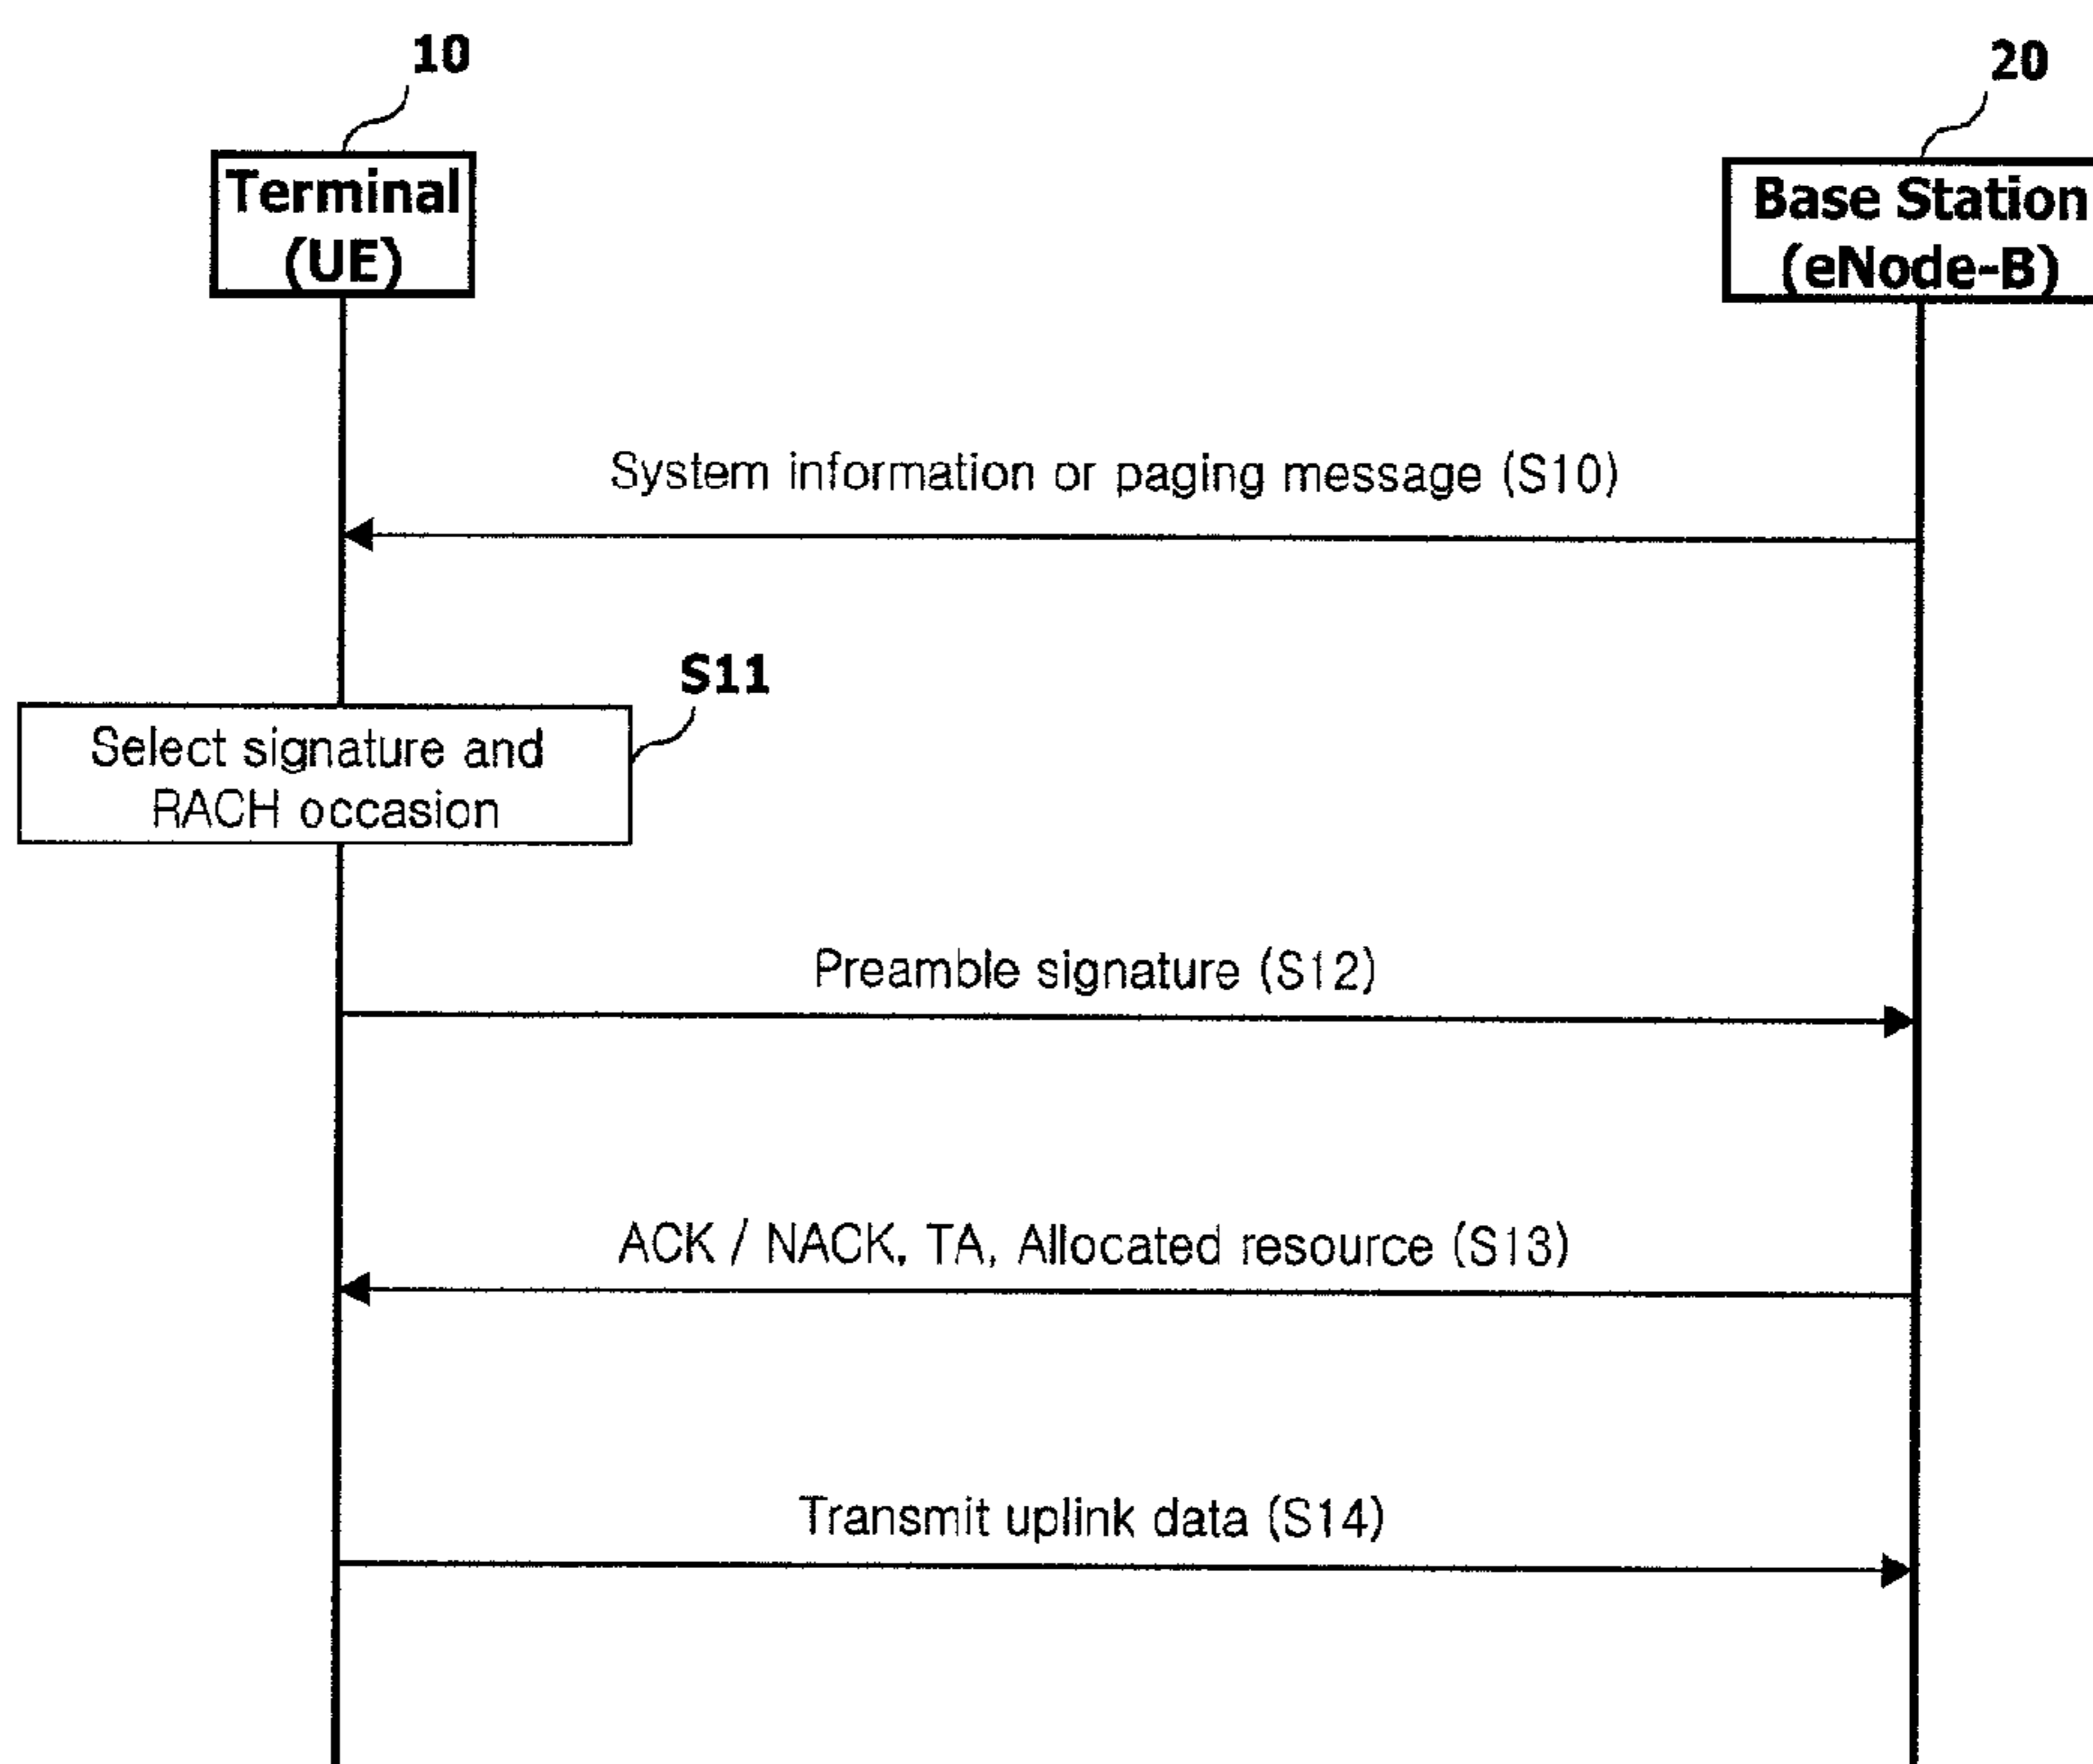 10
20
Terminal
(UE)
Base Station
(eNode-B)
System information or paging message (S10)
S11
Select signature and
RACH occasion
Preamble signature (S12)
ACK / NACK, TA, Allocated resource (S13)
Transmit uplink data (S14)